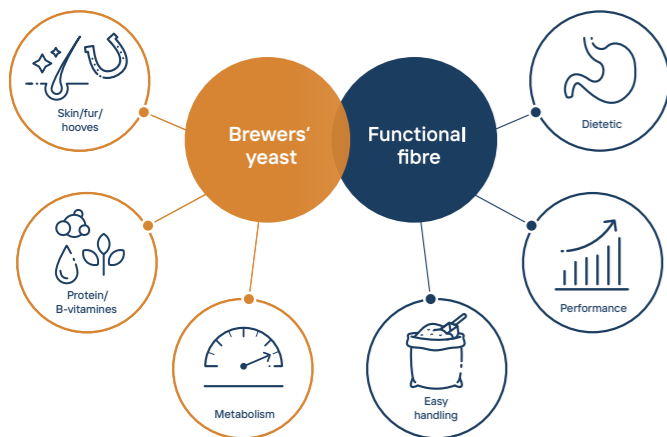 Skin/fur/
hooves
Brewers'
yeast
Functional
fibre
Dietetic
Protein/
B-vitamines
Performance
Metabolism
Easy
handling